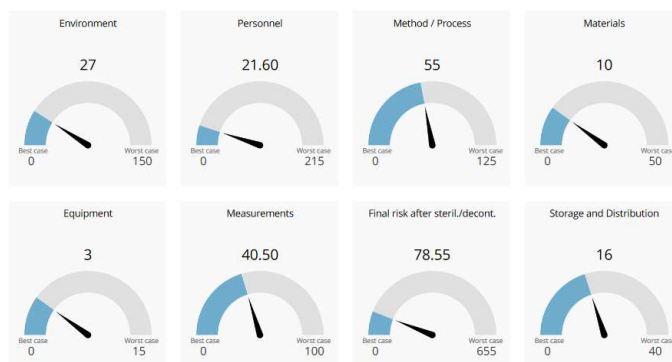 Environment
27
Best case
0
Worst case
150
Personnel
21.60
Best case
0
Worst case
215
Method / Process
55
Best case
0
Worst case
125
Materials
10
Best case
0
Worst case
50
Equipment
3
Best case
0
Worst case
15
Measurements
40.50
Best case
0
Worst case
100
Final risk after steril./decont.
78.55
Best case
0
Worst case
655
Storage and Distribution
16
Best case
0
Worst case
40